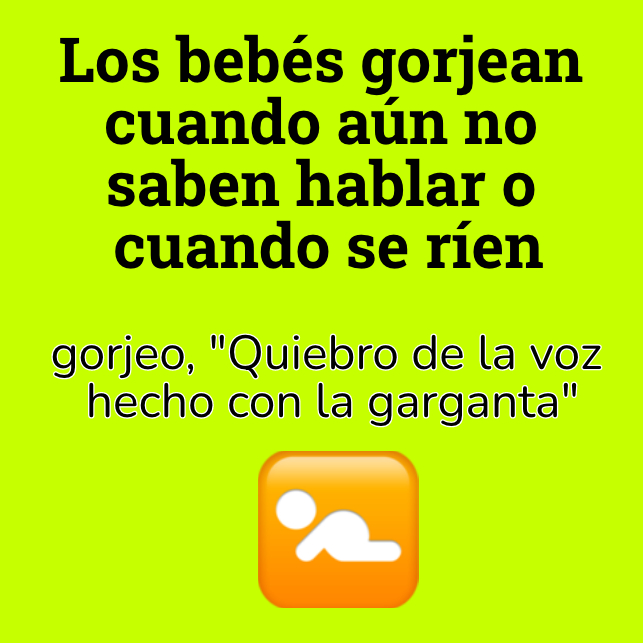 Los bebés gorjean
cuando aún no
saben hablar o
cuando se ríen
gorjeo, "Quiebro de la voz
hecho con la garganta"